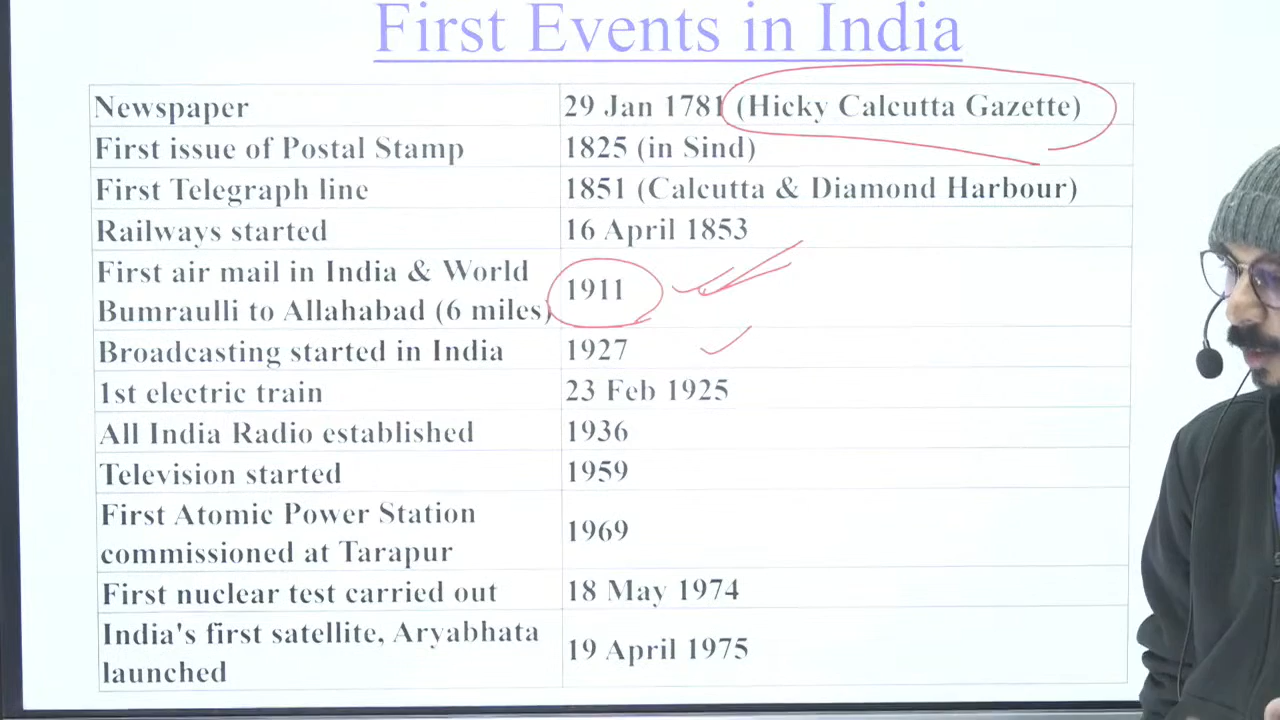 First Events in India
Newspaper 29 Jan 1781 (Hicky Calcutta Gazette)
First issue of Postal Stamp 1825 (in Sind)
First Telegraph line 1851 (Calcutta & Diamond Harbour)
Railways started 16 April 1853
First air mail in India & World
Bumraulli to Allahabad (6 miles) 1911
Broadcasting started in India 1927
1st electric train 23 Feb 1925
All India Radio established 1936
Television started 1959
First Atomic Power Station
commissioned at Tarapur 1969
First nuclear test carried out 18 May 1974
India's first satellite, Aryabhata
launched 19 April 1975